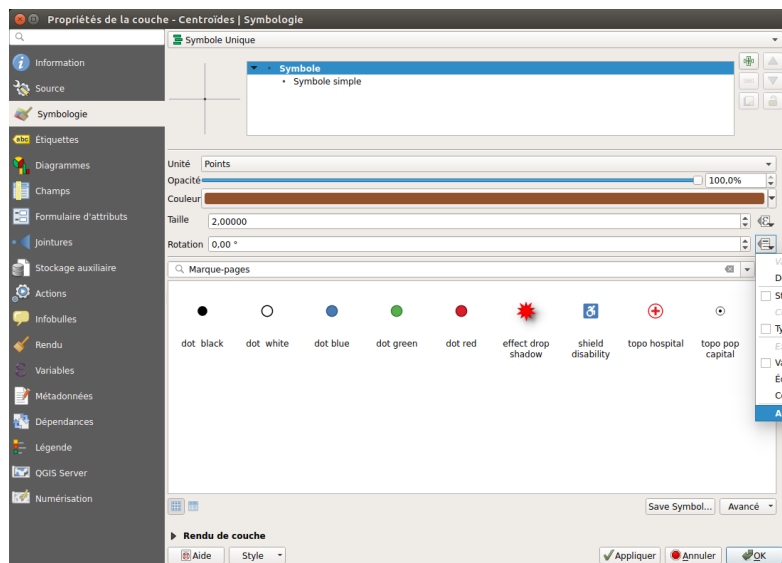 Propriétés de la couche - Centroïdes | Symbologie
Symbole Unique
Information
Source
Symbologie
abc Étiquettes
Diagrammes
Champs
Formulaire d'attributs
Jointures
Stockage auxiliaire
Actions
Infobulles
Rendu
Variables
Métadonnées
Dépendances
Légende
QGIS Server
Numérisation
Symbole
Symbole simple
Unité Points
Opacité 100,0%
Couleur
Taille 2,00000
Rotation 0,00 °
Marque-pages
dot black dot white dot blue dot green dot red effect drop shadow shield disability topo hospital topo pop capital
Save Symbol... Avancé
Rendu de couche
Aide Style Appliquer Annuler OK